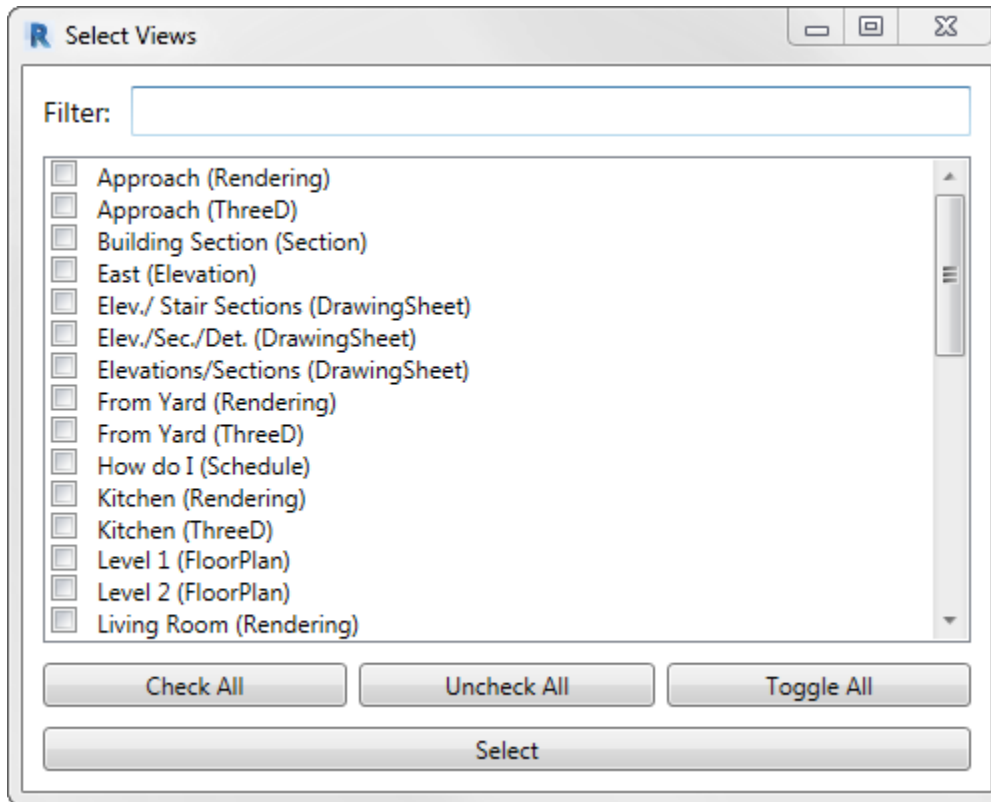 Select Views
Filter:
Approach (Rendering)
Approach (ThreeD)
Building Section (Section)
East (Elevation)
Elev./ Stair Sections (DrawingSheet)
Elev./Sec./Det. (DrawingSheet)
Elevations/Sections (DrawingSheet)
From Yard (Rendering)
From Yard (ThreeD)
How do I (Schedule)
Kitchen (Rendering)
Kitchen (ThreeD)
Level 1 (FloorPlan)
Level 2 (FloorPlan)
Living Room (Rendering)
Check All Uncheck All Toggle All
Select